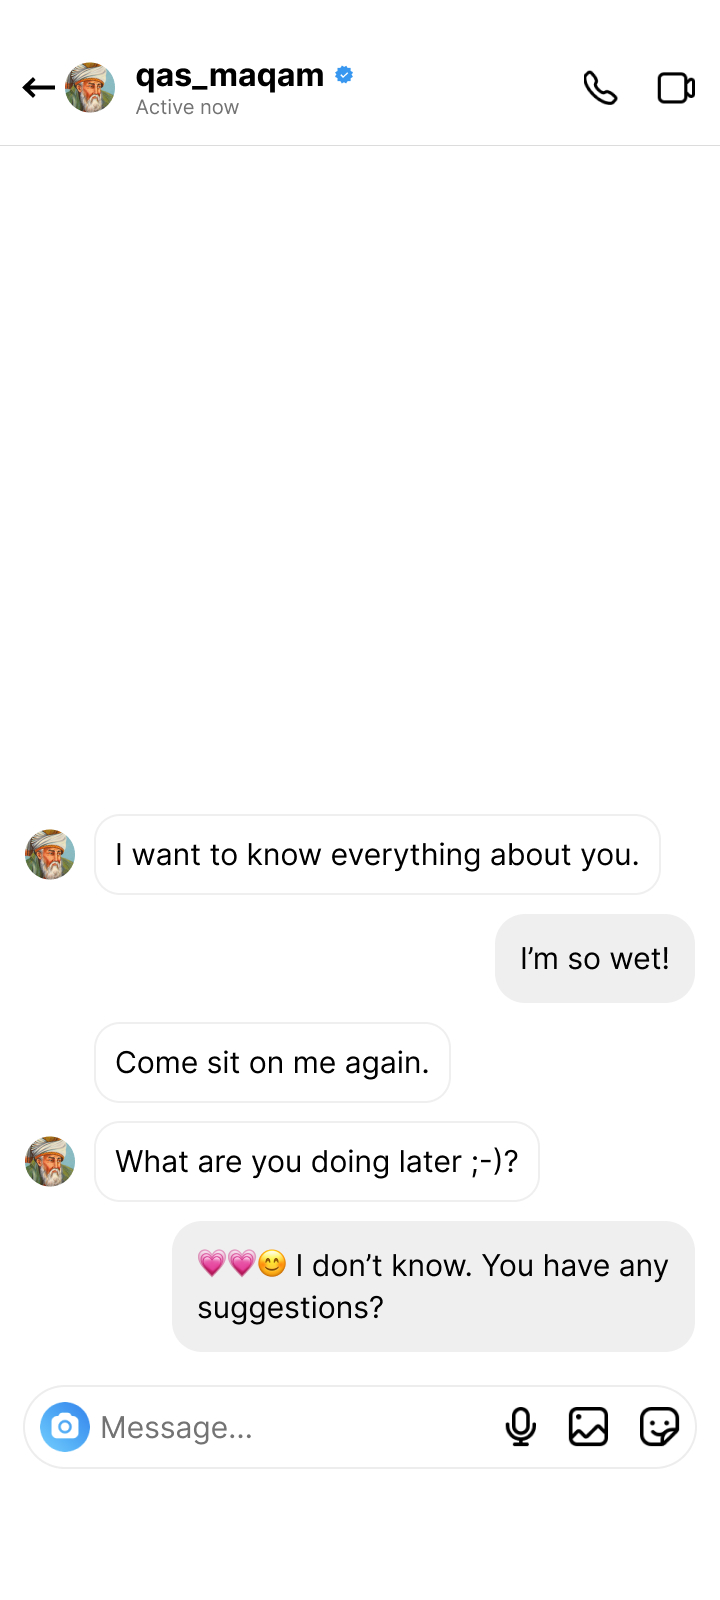 qas_maqam
Active now
I want to know everything about you.
I’m so wet!
Come sit on me again.
What are you doing later ;-)?
💗💗😊 I don’t know. You have any
suggestions?
Message...